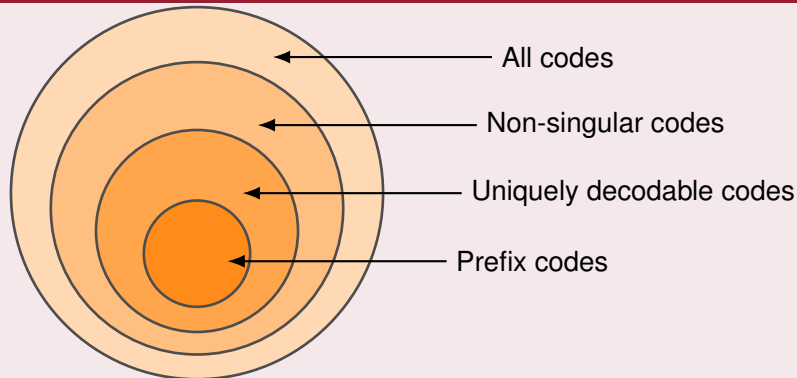 All codes
Non-singular codes
Uniquely decodable codes
Prefix codes